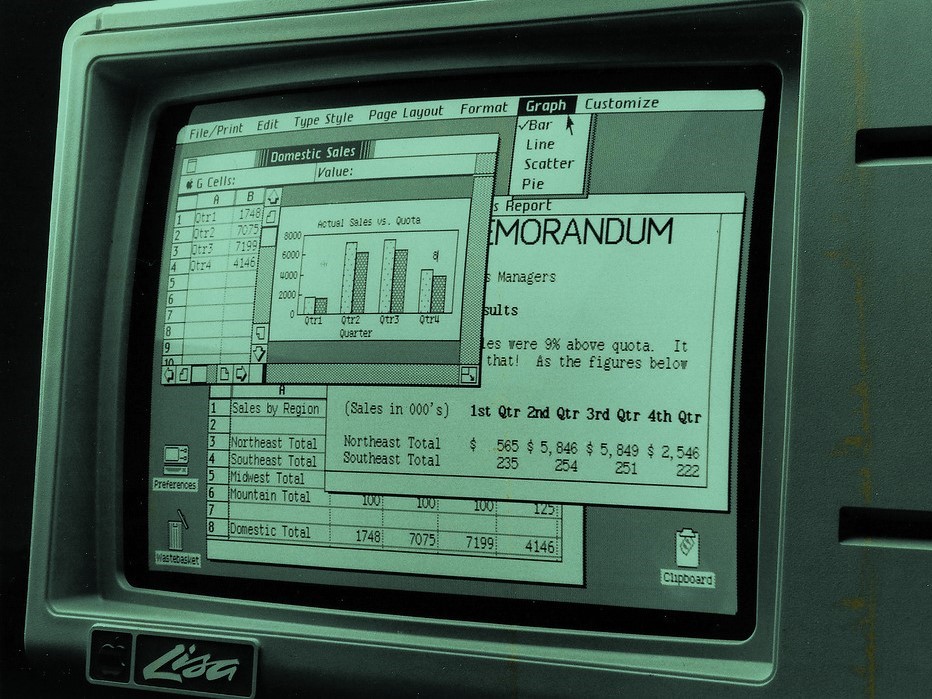 File/Print Edit Type Style Page Layout Format Graph Customize
✓Bar
Line
Scatter
Pie
Domestic Sales
G Cells: Value:
A B
1 Qtr1 1748
2 Qtr2 7075
3 Qtr3 7199
4 Qtr4 4146
5
6
7
8
9
10
Actual Sales vs. Quota
8000
6000
4000
2000
0
8
Qtr1 Qtr2 Qtr3 Qtr4
Quarter
s Report
EMORANDUM
s Managers
sults
les were 9% above quota. It
that! As the figures below
(Sales in 000's) 1st Qtr 2nd Qtr 3rd Qtr 4th Qtr
Northeast Total $ 565 $ 5,846 $ 5,849 $ 2,546
Southeast Total 235 254 251 222
A
1 Sales by Region
2
3 Northeast Total
4 Southeast Total
5 Midwest Total
6 Mountain Total 100 100 100 125
7
8 Domestic Total 1748 7075 7199 4146
Preferences
Wastebasket
Clipboard
Lisa